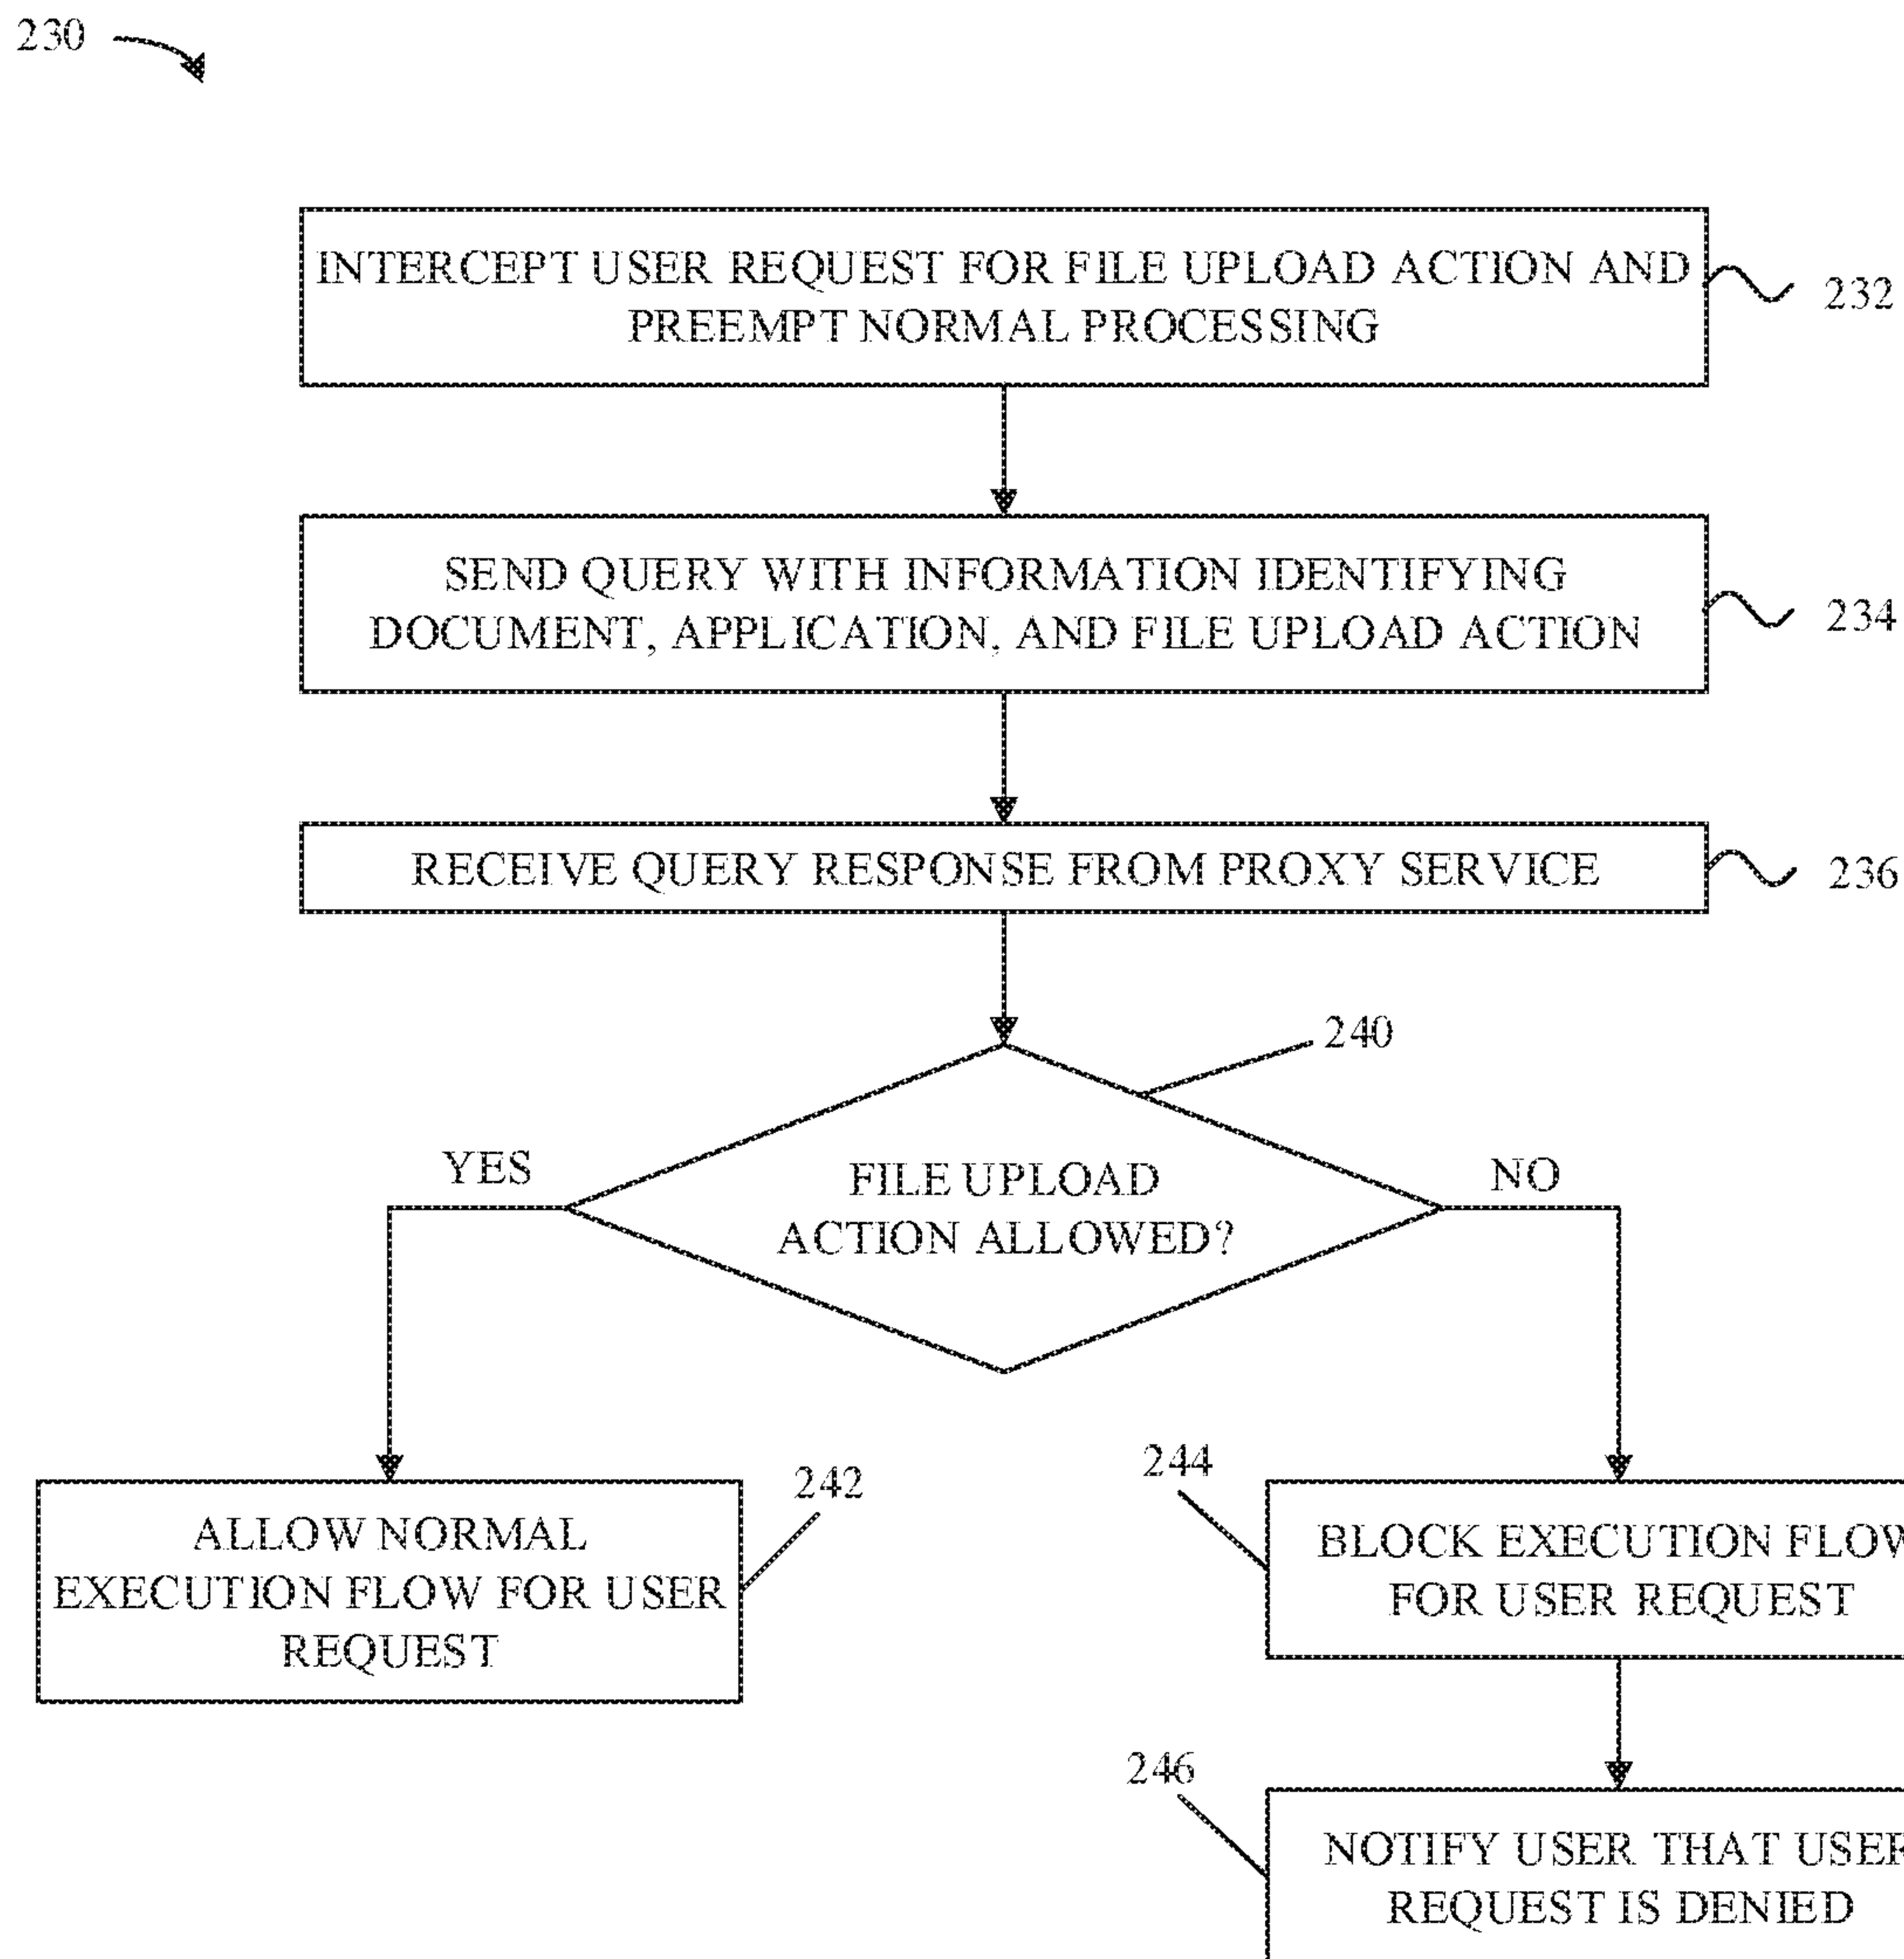 230
INTERCEPT USER REQUEST FOR FILE UPLOAD ACTION AND
PREEMPT NORMAL PROCESSING
232
SEND QUERY WITH INFORMATION IDENTIFYING
DOCUMENT, APPLICATION, AND FILE UPLOAD ACTION
234
RECEIVE QUERY RESPONSE FROM PROXY SERVICE
236
240
YES
FILE UPLOAD
ACTION ALLOWED?
NO
ALLOW NORMAL
EXECUTION FLOW FOR USER
REQUEST
242
244
BLOCK EXECUTION FLOW
FOR USER REQUEST
246
NOTIFY USER THAT USER
REQUEST IS DENIED